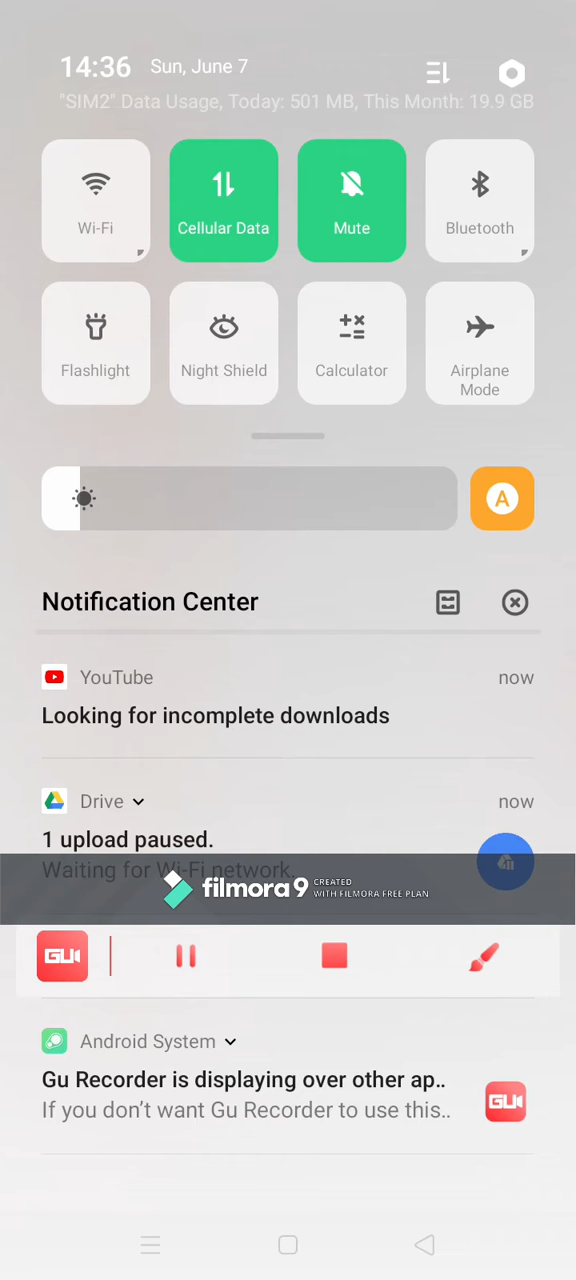 14:36 Sun, June 7
"SIM2" Data Usage, Today: 501 MB, This Month: 19.9 GB
Wi-Fi
Cellular Data
Mute
Bluetooth
Flashlight
Night Shield
Calculator
Airplane
Mode
A
Notification Center
YouTube now
Looking for incomplete downloads
Drive now
1 upload paused.
Waiting for Wi-Fi network.
filmora9 CREATED
WITH FILMORA FREE PLAN
GU
Android System
Gu Recorder is displaying over other ap..
If you don’t want Gu Recorder to use this..
GU